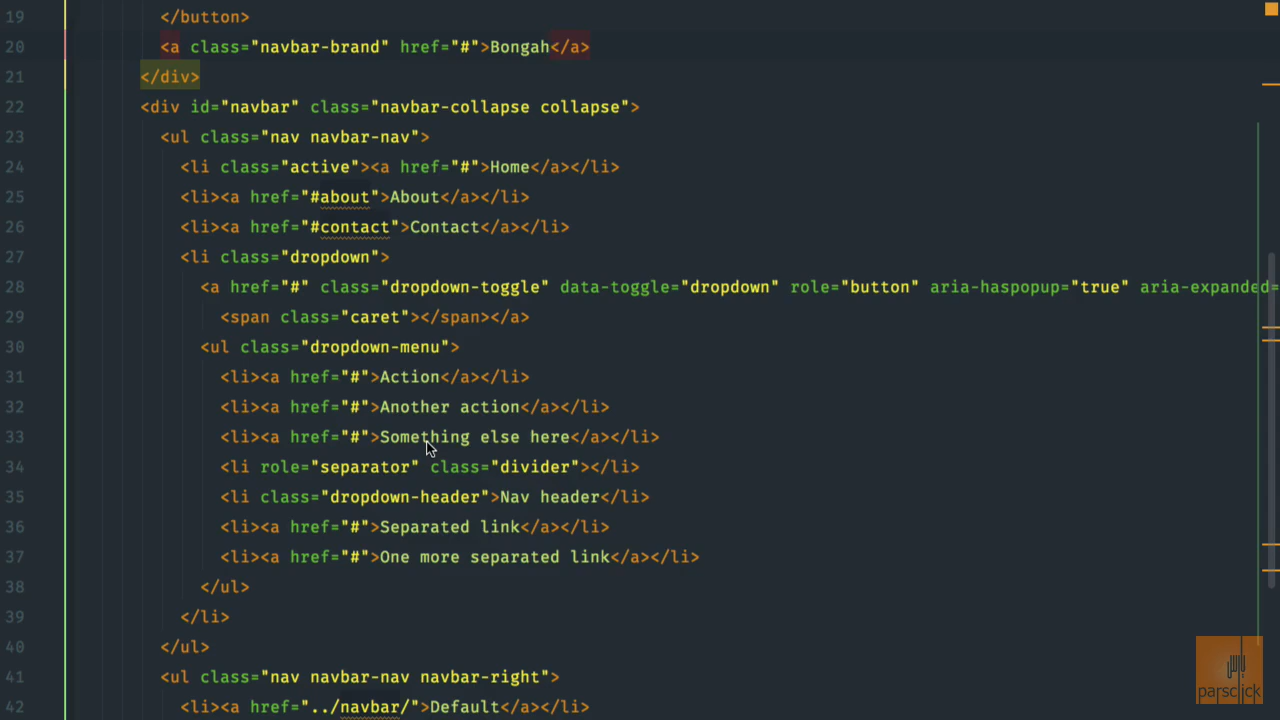 19 </button>
20 <a class="navbar-brand" href="#">Bongah</a>
21 </div>
22 <div id="navbar" class="navbar-collapse collapse">
23 <ul class="nav navbar-nav">
24 <li class="active"><a href="#">Home</a></li>
25 <li><a href="#about">About</a></li>
26 <li><a href="#contact">Contact</a></li>
27 <li class="dropdown">
28 <a href="#" class="dropdown-toggle" data-toggle="dropdown" role="button" aria-haspopup="true" aria-expanded=
29 <span class="caret"></span></a>
30 <ul class="dropdown-menu">
31 <li><a href="#">Action</a></li>
32 <li><a href="#">Another action</a></li>
33 <li><a href="#">Something else here</a></li>
34 <li role="separator" class="divider"></li>
35 <li class="dropdown-header">Nav header</li>
36 <li><a href="#">Separated link</a></li>
37 <li><a href="#">One more separated link</a></li>
38 </ul>
39 </li>
40 </ul>
41 <ul class="nav navbar-nav navbar-right">
42 <li><a href="../navbar/">Default</a></li>
parsclick